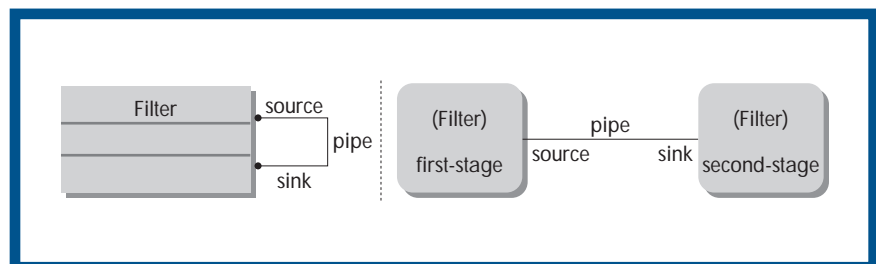 Filter
source
pipe
sink
(Filter)
first-stage
source
pipe
sink
(Filter)
second-stage